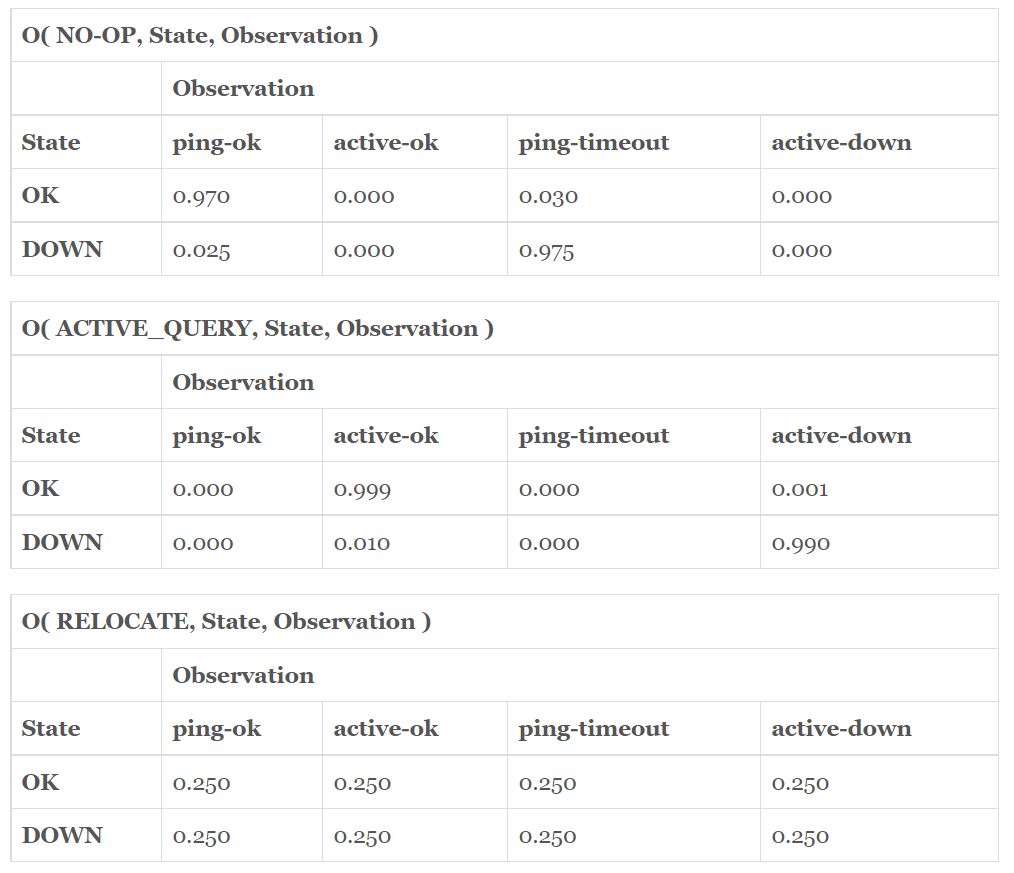 O( NO-OP, State, Observation )
Observation
State ping-ok active-ok ping-timeout active-down
OK 0.970 0.000 0.030 0.000
DOWN 0.025 0.000 0.975 0.000
O( ACTIVE_QUERY, State, Observation )
Observation
State ping-ok active-ok ping-timeout active-down
OK 0.000 0.999 0.000 0.001
DOWN 0.000 0.010 0.000 0.990
O( RELOCATE, State, Observation )
Observation
State ping-ok active-ok ping-timeout active-down
OK 0.250 0.250 0.250 0.250
DOWN 0.250 0.250 0.250 0.250